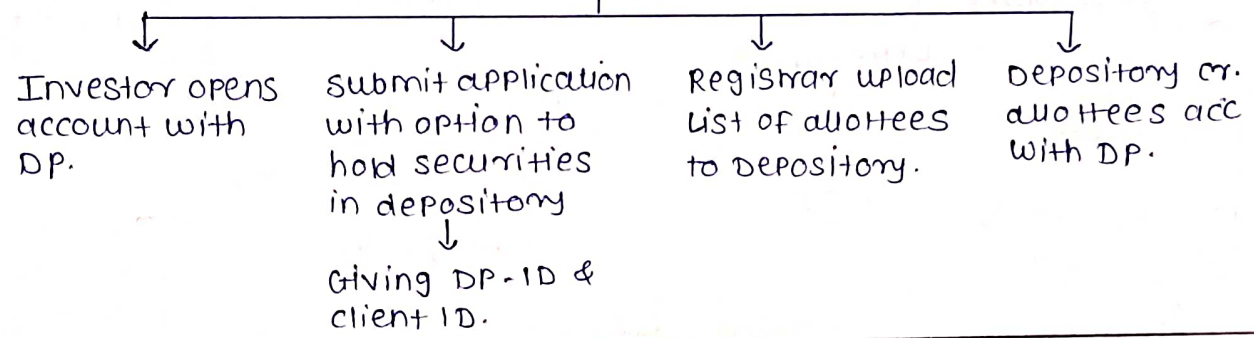 Investor opens
account with
DP.
Submit application
with option to
hold securities
in depository
Giving DP-ID &
client ID.
Registrar upload
List of allottees
to Depository.
Depository cr.
allottees acc
with DP.